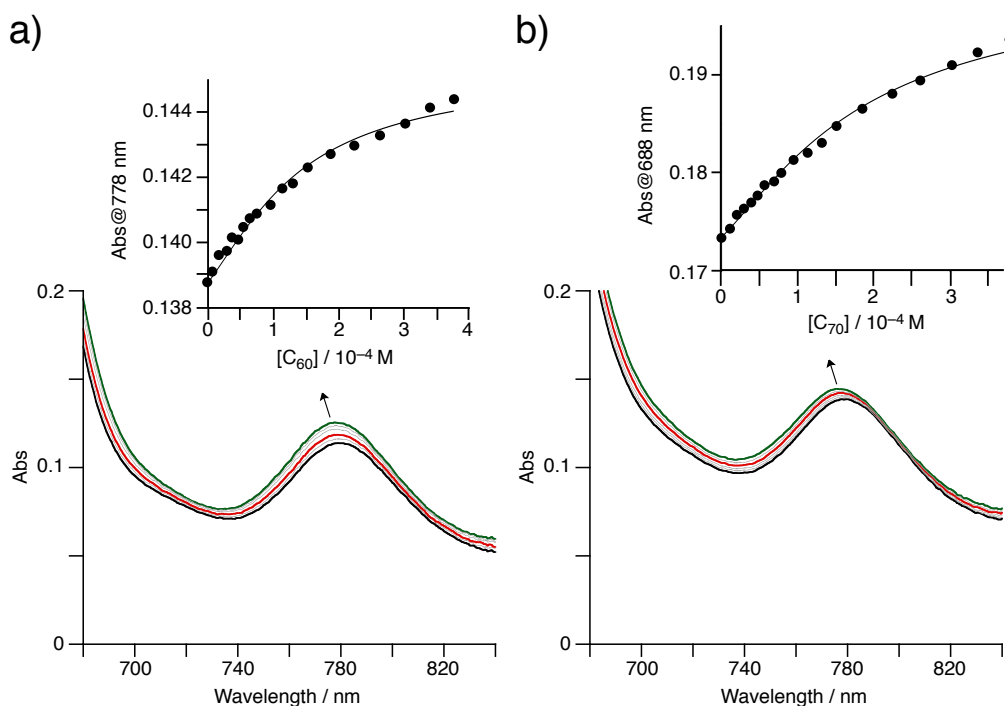 a)
0.144
0.142
0.140
0.138
Abs@778 nm
0 1 2 3 4
[C₆₀] / 10⁻⁴ M
0.2
0.1
0
Abs
700 740 780 820
Wavelength / nm
b)
0.19
0.18
0.17
Abs@688 nm
0 1 2 3
[C₇₀] / 10⁻⁴ M
0.2
0.1
0
Abs
700 740 780 820
Wavelength / nm